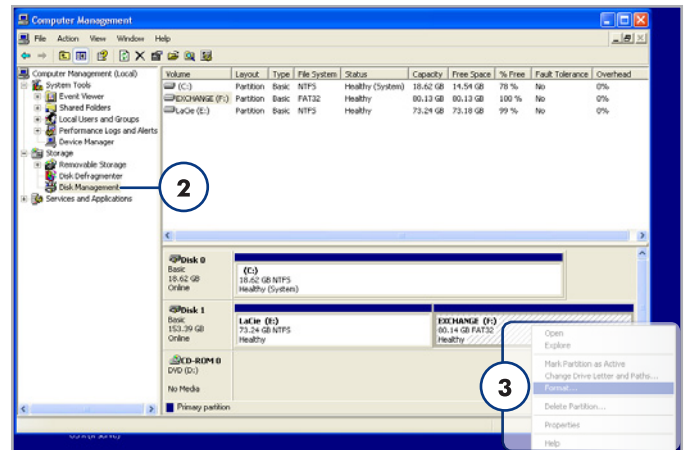 Computer Management
File Action View Window Help
Computer Management (Local)
System Tools
Event Viewer
Shared Folders
Local Users and Groups
Performance Logs and Alerts
Device Manager
Storage
Removable Storage
Disk Defragmenter
Disk Management
Services and Applications
2
Volume Layout Type File System Status Capacity Free Space % Free Fault Tolerance Overhead
(C:) Partition Basic NTFS Healthy (System) 18.62 GB 14.54 GB 78 % No 0%
EXCHANGE (F:) Partition Basic FAT32 Healthy 80.13 GB 80.13 GB 100 % No 0%
LaCie (E:) Partition Basic NTFS Healthy 73.24 GB 73.18 GB 99 % No 0%
Disk 0
Basic
18.62 GB
Online
(C:)
18.62 GB NTFS
Healthy (System)
Disk 1
Basic
153.39 GB
Online
LaCie (E:)
73.24 GB NTFS
Healthy
EXCHANGE (F:)
80.14 GB FAT32
Healthy
CD-ROM 0
DVD (D:)
No Media
Primary partition
3
Open
Explore
Mark Partition as Active
Change Drive Letter and Paths...
Format...
Delete Partition...
Properties
Help